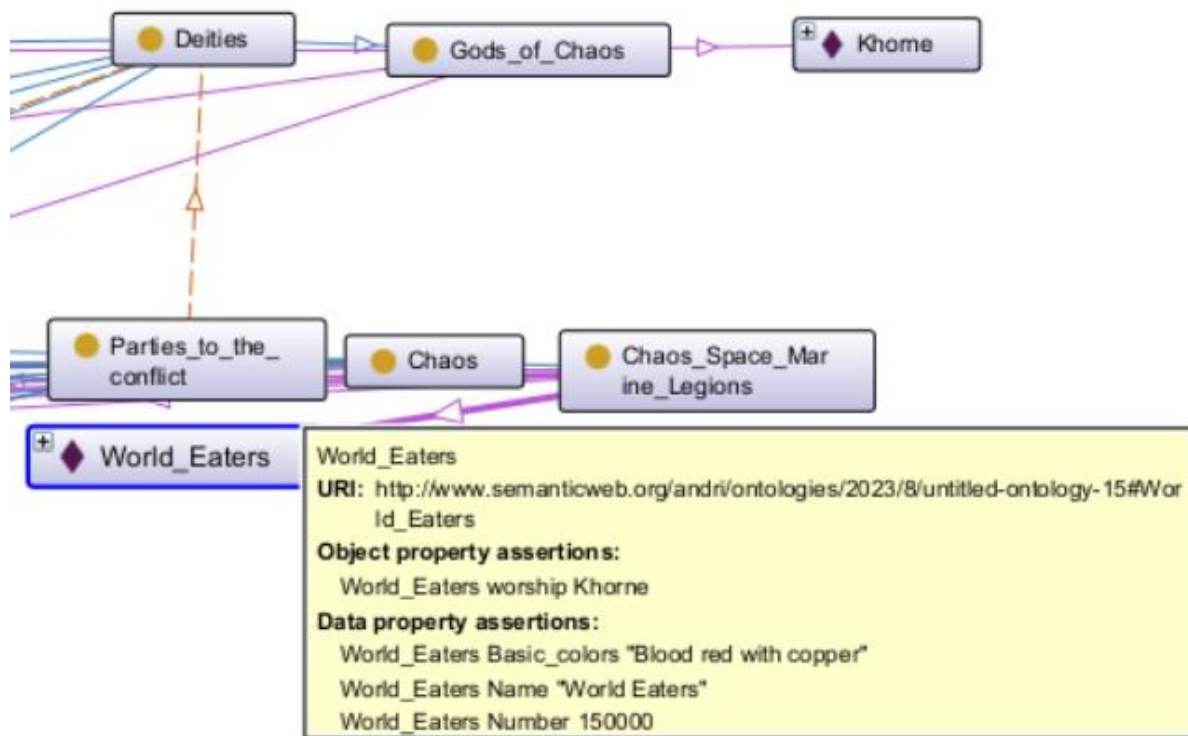 Deities
Gods_of_Chaos
Khorne
Parties_to_the_
conflict
Chaos
Chaos_Space_Mar
ine_Legions
World_Eaters
World_Eaters
URI: http://www.semanticweb.org/andri/ontologies/2023/8/untitled-ontology-15#Wor
ld_Eaters
Object property assertions:
World_Eaters worship Khorne
Data property assertions:
World_Eaters Basic_colors "Blood red with copper"
World_Eaters Name "World Eaters"
World_Eaters Number 150000